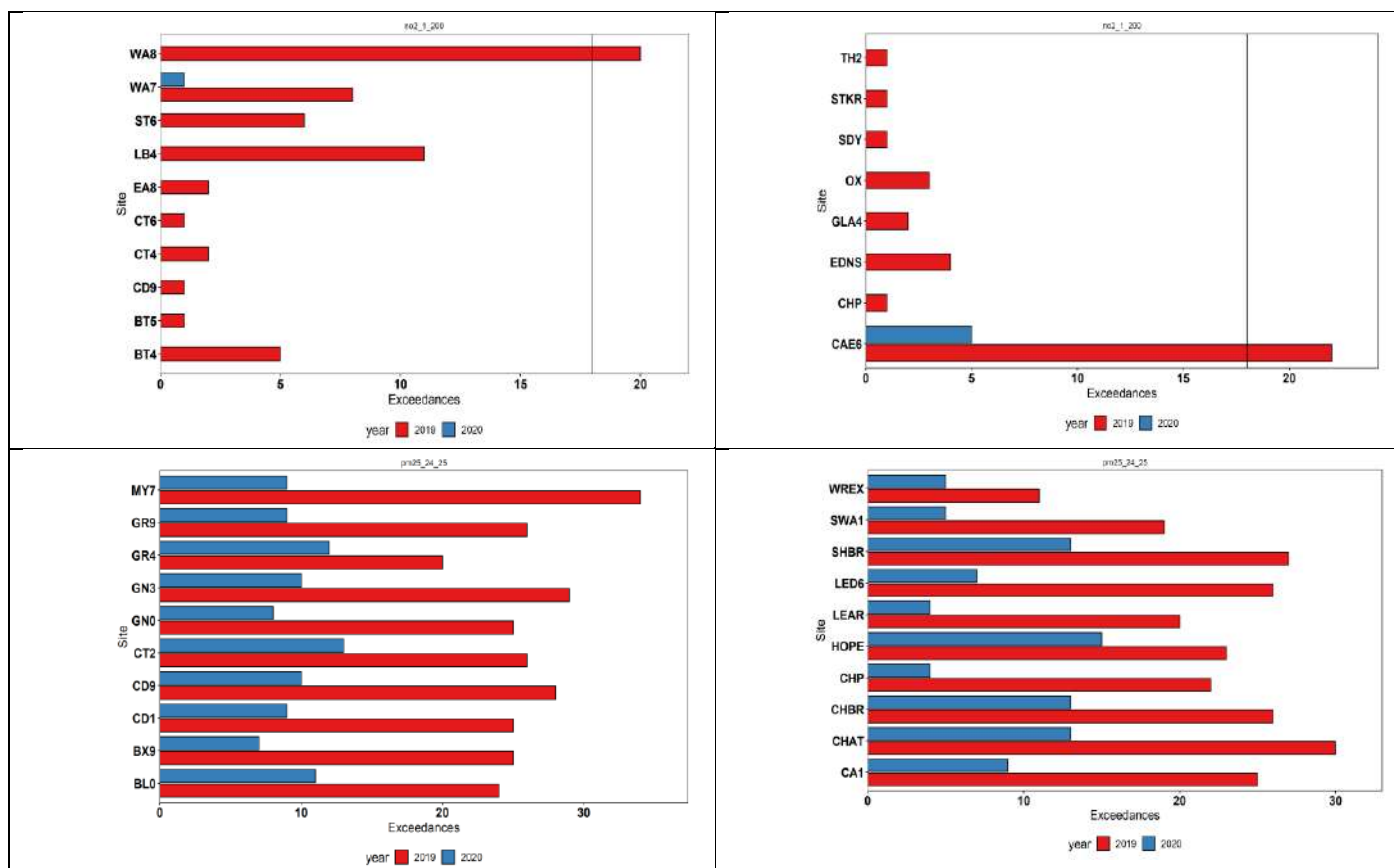 no2_1_200
WA8
WA7
ST6
LB4
EA8
CT6
CT4
CD9
BT5
BT4
Site
0 5 10 15 20
Exceedances
year 2019 2020
no2_1_200
TH2
STKR
SDY
OX
GLA4
EDNS
CHP
CAE6
Site
0 5 10 15 20
Exceedances
year 2019 2020
pm25_24_25
MY7
GR9
GR4
GN3
GN0
CT2
CD9
CD1
BX9
BL0
Site
0 10 20 30
Exceedances
year 2019 2020
pm25_24_25
WREX
SWA1
SHBR
LED6
LEAR
HOPE
CHP
CHBR
CHAT
CA1
Site
0 10 20 30
Exceedances
year 2019 2020